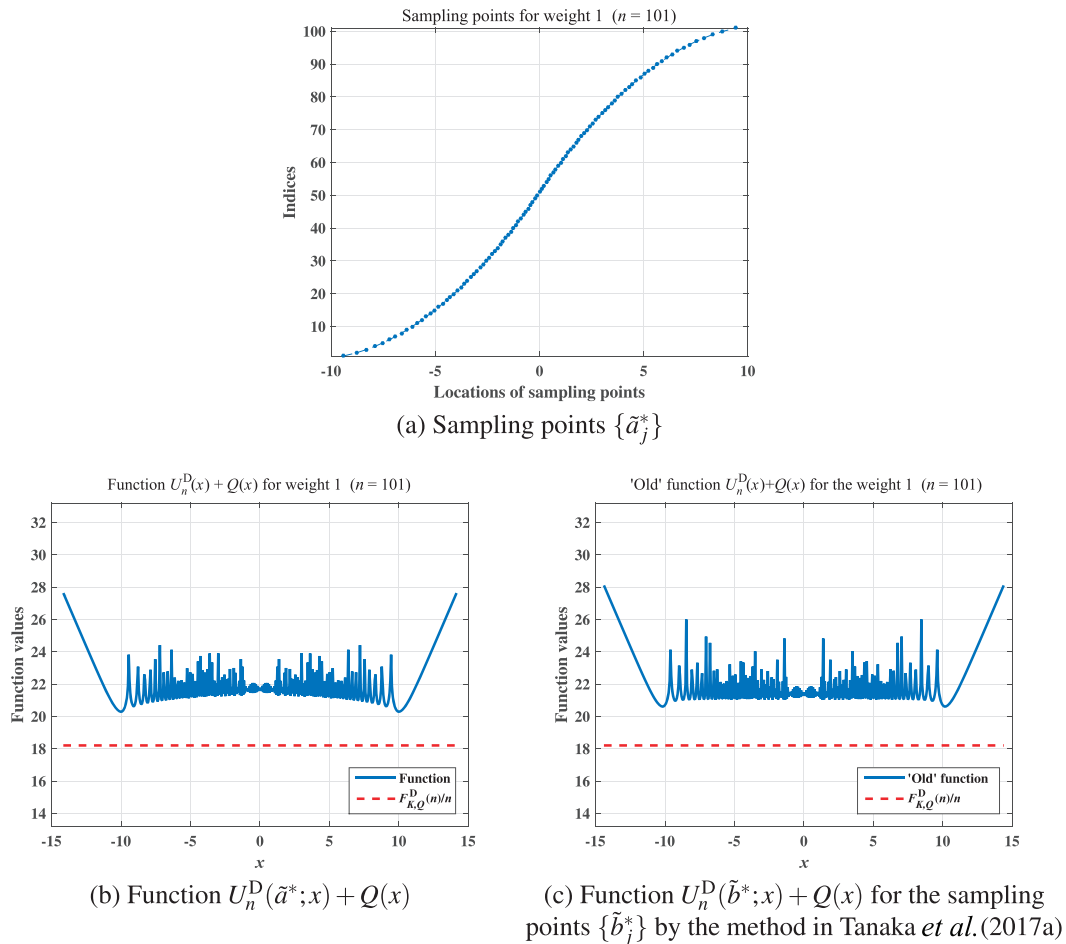 Sampling points for weight 1 (n = 101)
100
90
80
70
60
50
40
30
20
10
Indices
-10 -5 0 5 10
Locations of sampling points
(a) Sampling points {ã*_j}
Function U_n^D(x) + Q(x) for weight 1 (n = 101)
32
30
28
26
24
22
20
18
16
14
Function values
Function
F^D_{K,Q}(n)/n
-15 -10 -5 0 5 10 15
x
(b) Function U_n^D(ã*;x)+Q(x)
'Old' function U_n^D(x)+Q(x) for the weight 1 (n = 101)
32
30
28
26
24
22
20
18
16
14
Function values
'Old' function
F^D_{K,Q}(n)/n
-15 -10 -5 0 5 10 15
x
(c) Function U_n^D(b̃*;x)+Q(x) for the sampling
points {b̃*_j} by the method in Tanaka et al.(2017a)